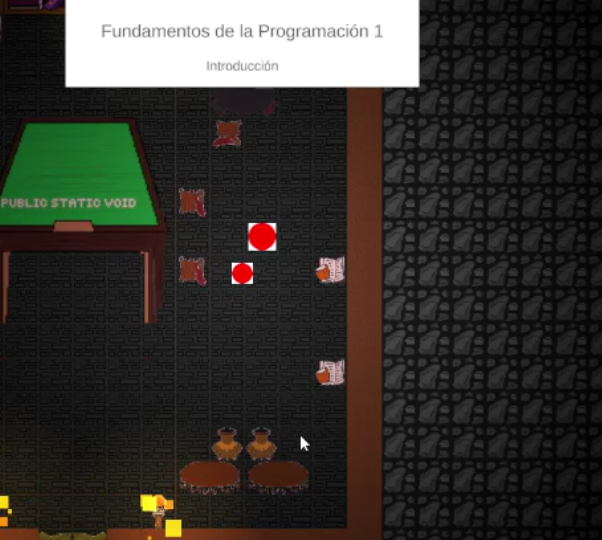 Fundamentos de la Programación 1
Introducción
PUBLIC STATIC VOID